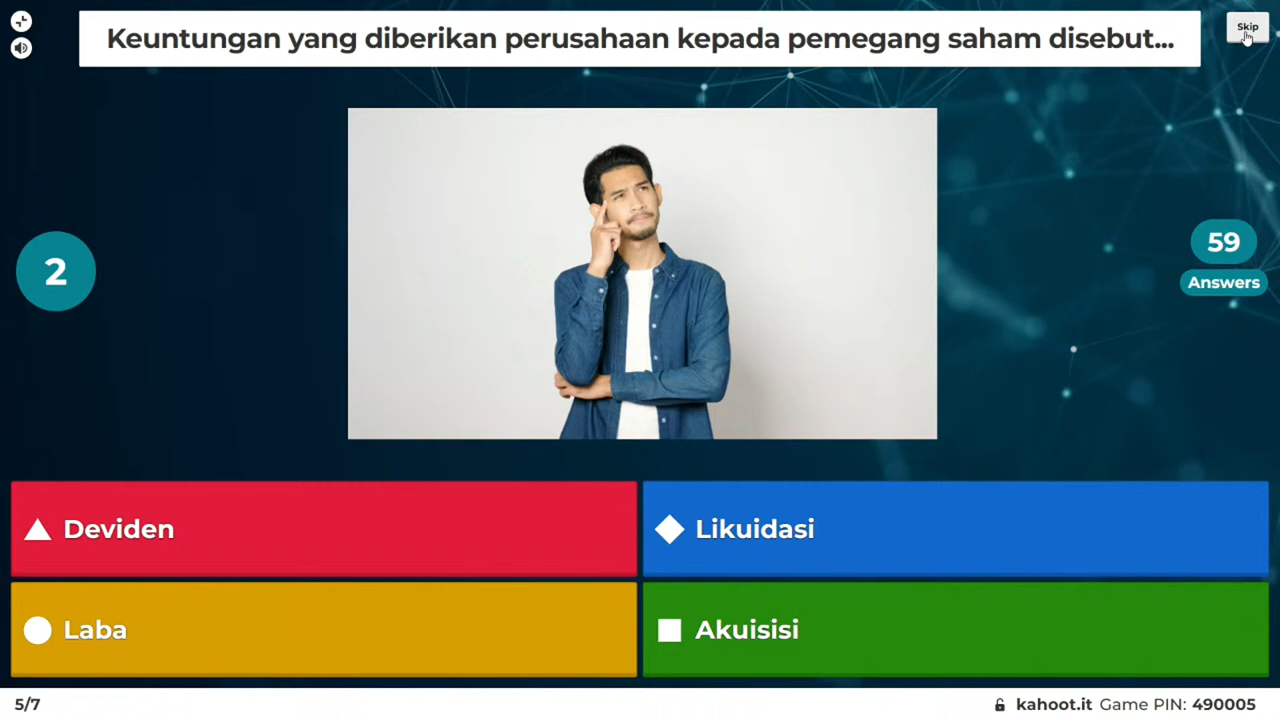 Keuntungan yang diberikan perusahaan kepada pemegang saham disebut...
Skip
2
59
Answers
Deviden
Likuidasi
Laba
Akuisisi
5/7
kahoot.it Game PIN: 490005